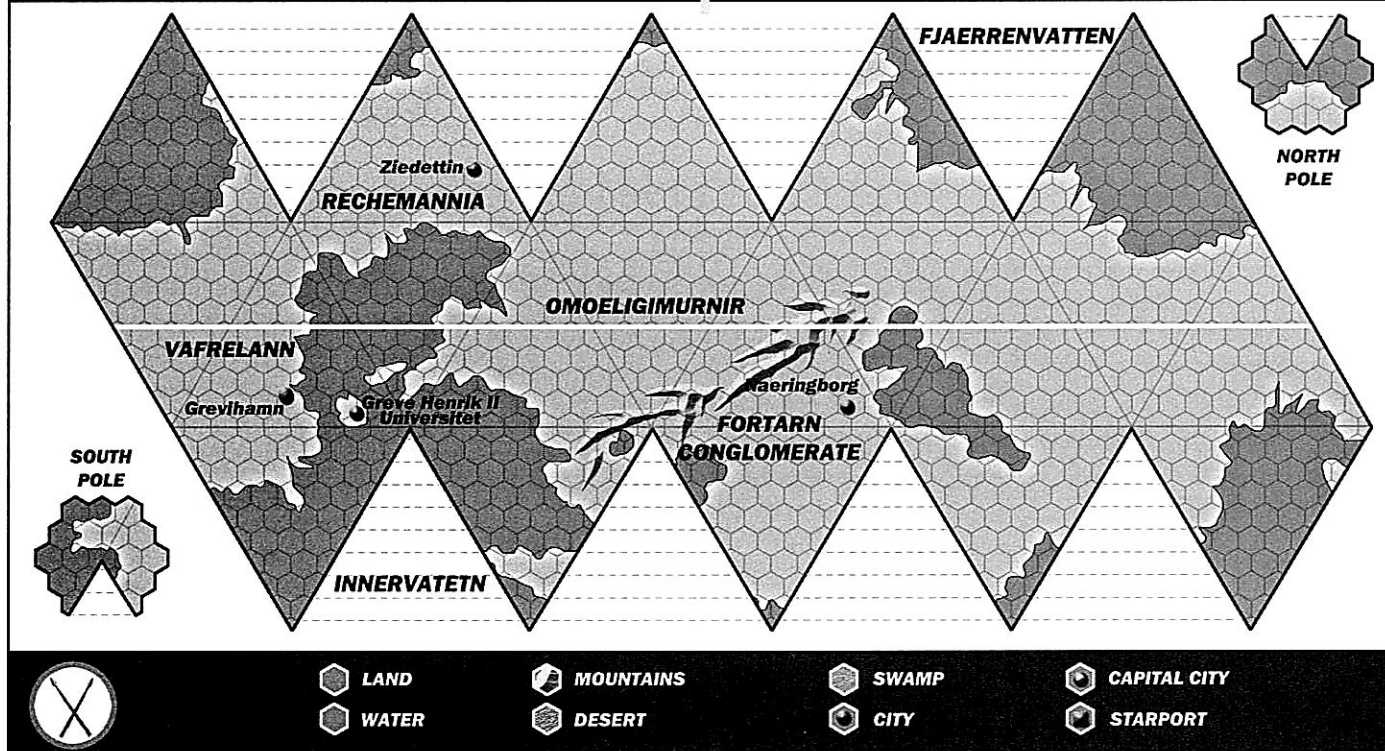 FJAERRENVATTEN
NORTH
POLE
Ziedettin
RECHEMANNIA
OMOELIGIMURNIR
VAFRELANN
Grevihamn
Greve Henrik II
Universitet
Naeringborg
FORTARN
CONGLOMERATE
SOUTH
POLE
INNERVATETN
LAND
MOUNTAINS
SWAMP
CAPITAL CITY
WATER
DESERT
CITY
STARPORT